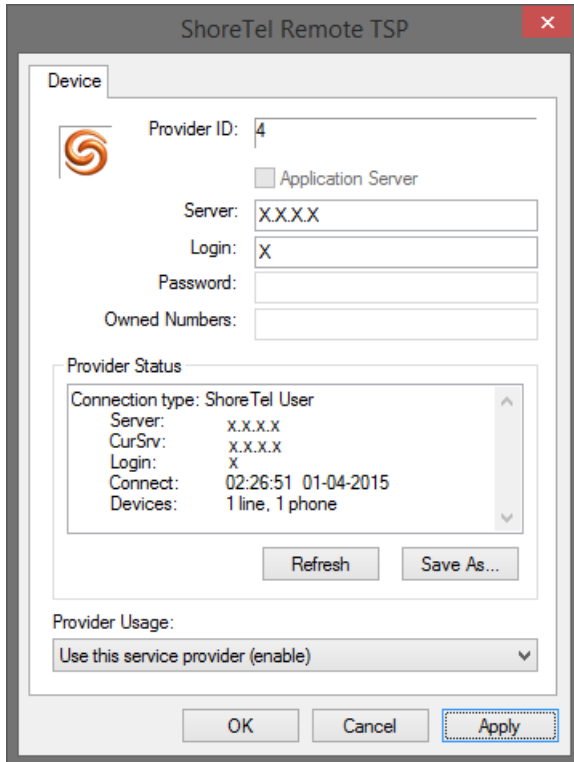 ShoreTel Remote TSP
Device
Provider ID: 4
Application Server
Server: X.X.X.X
Login: X
Password:
Owned Numbers:
Provider Status
Connection type: ShoreTel User
Server: x.x.x.x
CurSrv: x.x.x.x
Login: x
Connect: 02:26:51 01-04-2015
Devices: 1 line, 1 phone
Refresh Save As...
Provider Usage:
Use this service provider (enable)
OK Cancel Apply